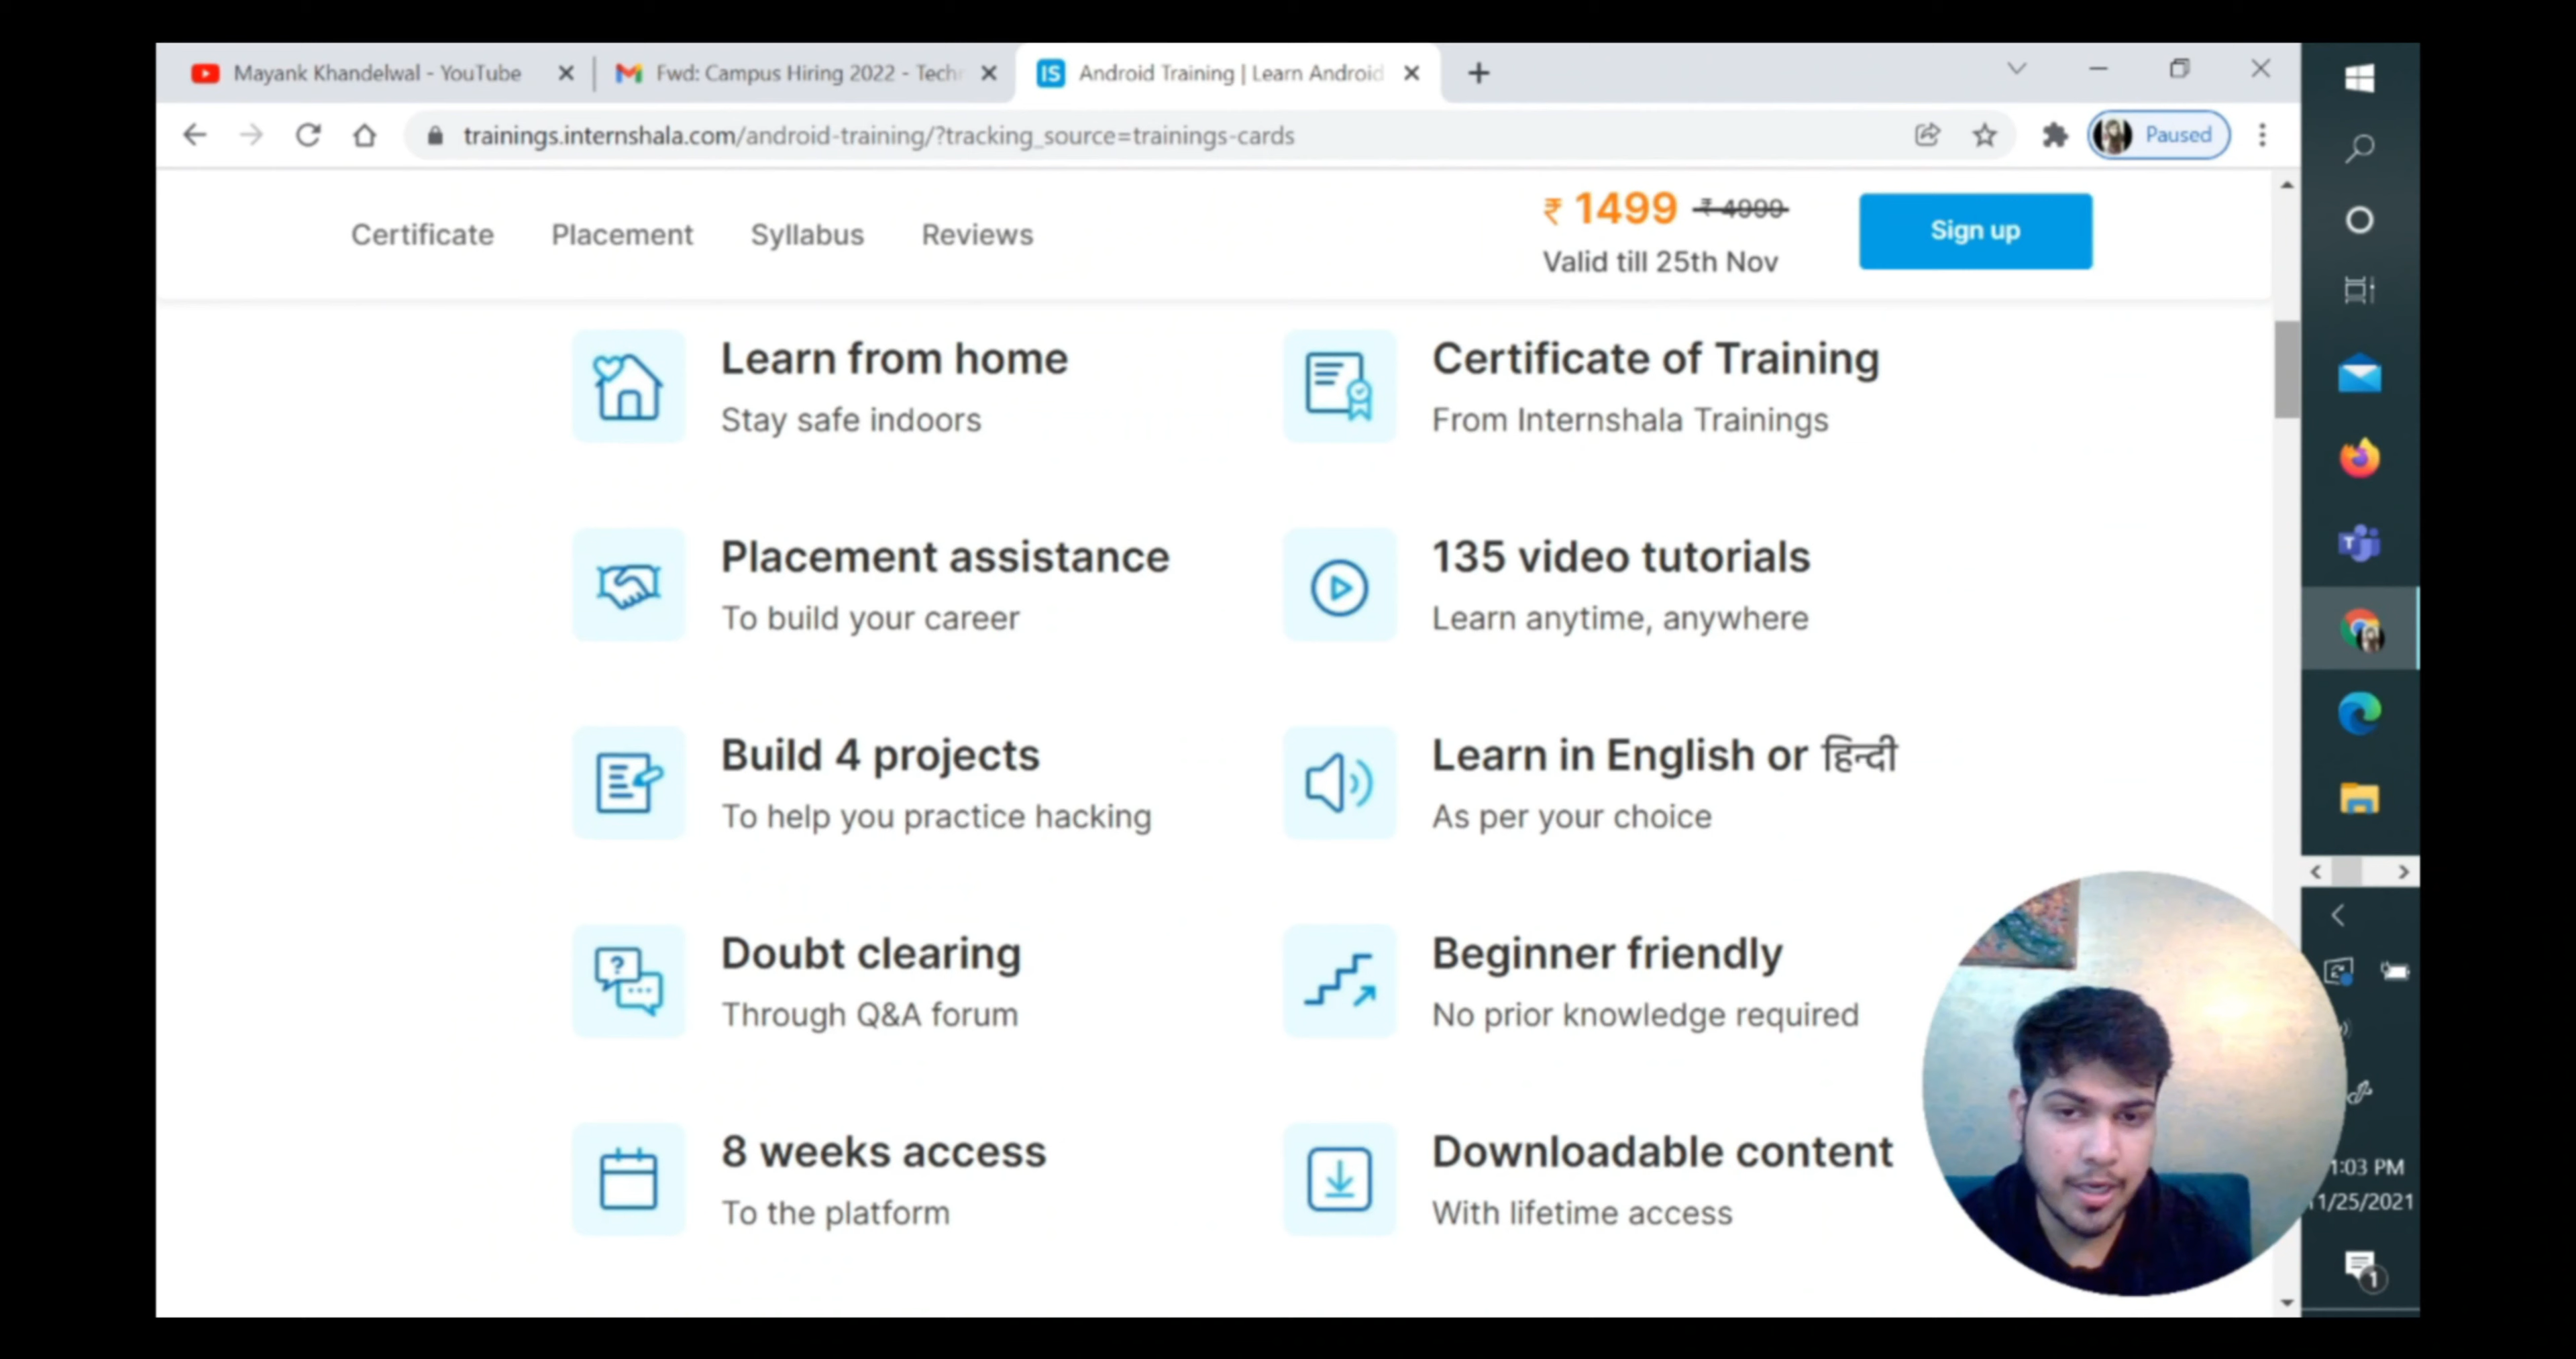 Mayank Khandelwal - YouTube
Fwd: Campus Hiring 2022 - Tech
IS Android Training | Learn Android
trainings.internshala.com/android-training/?tracking_source=trainings-cards
Paused
Certificate
Placement
Syllabus
Reviews
₹ 1499 ₹ 4999
Valid till 25th Nov
Sign up
Learn from home
Stay safe indoors
Certificate of Training
From Internshala Trainings
Placement assistance
To build your career
135 video tutorials
Learn anytime, anywhere
Build 4 projects
To help you practice hacking
Learn in English or हिन्दी
As per your choice
Doubt clearing
Through Q&A forum
Beginner friendly
No prior knowledge required
8 weeks access
To the platform
Downloadable content
With lifetime access
1:03 PM
11/25/2021
1